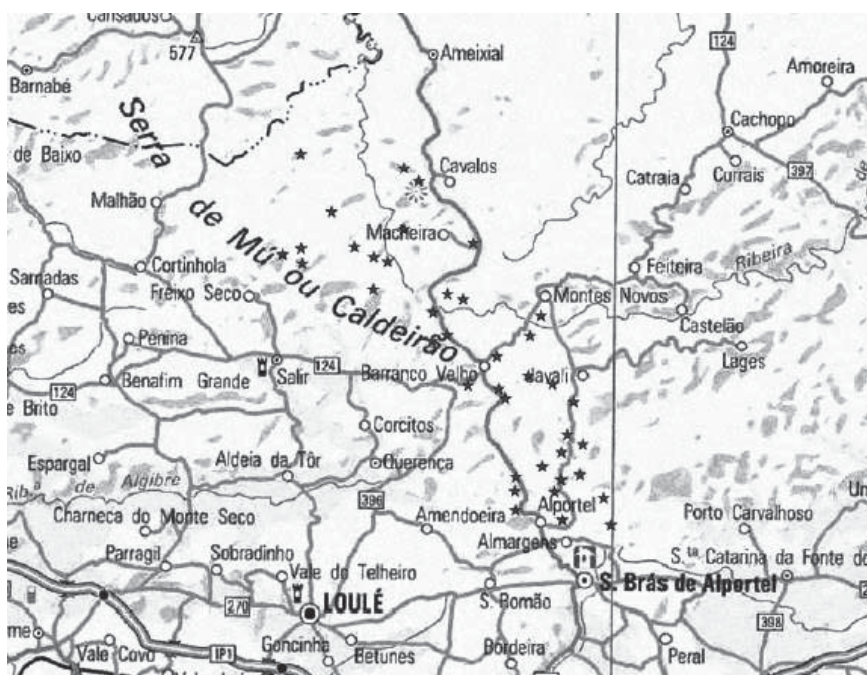 Cansados
577
Ameixial
124
Amoreira
Barnabé
Serra
Cachopo
de Baixo
Cavalos
Currais
397
Catraia
Malhão
de Mú ou Caldeirão
Macheira
Cortinhola
Feiteira
Ribeira
Sarnadas
Freixo Seco
Montes Novos
Castelão
Penina
Lages
Benafim Grande
Salir
124
Barranco Velho
Javali
124
e Brito
Corcitos
Espargal
Aldeia da Tôr
Querença
Rib.ª de Algibre
396
Alportel
Porto Carvalhoso
Charneca do Monte Seco
Amendoeira
Almargens
Parragil
Sobradinho
S.ta Catarina da Fonte do
Vale do Telheiro
S. Brás de Alportel
270
LOULÉ
S. Romão
398
Vale Covo
IP1
Goncinha
Betunes
Bordeira
Peral